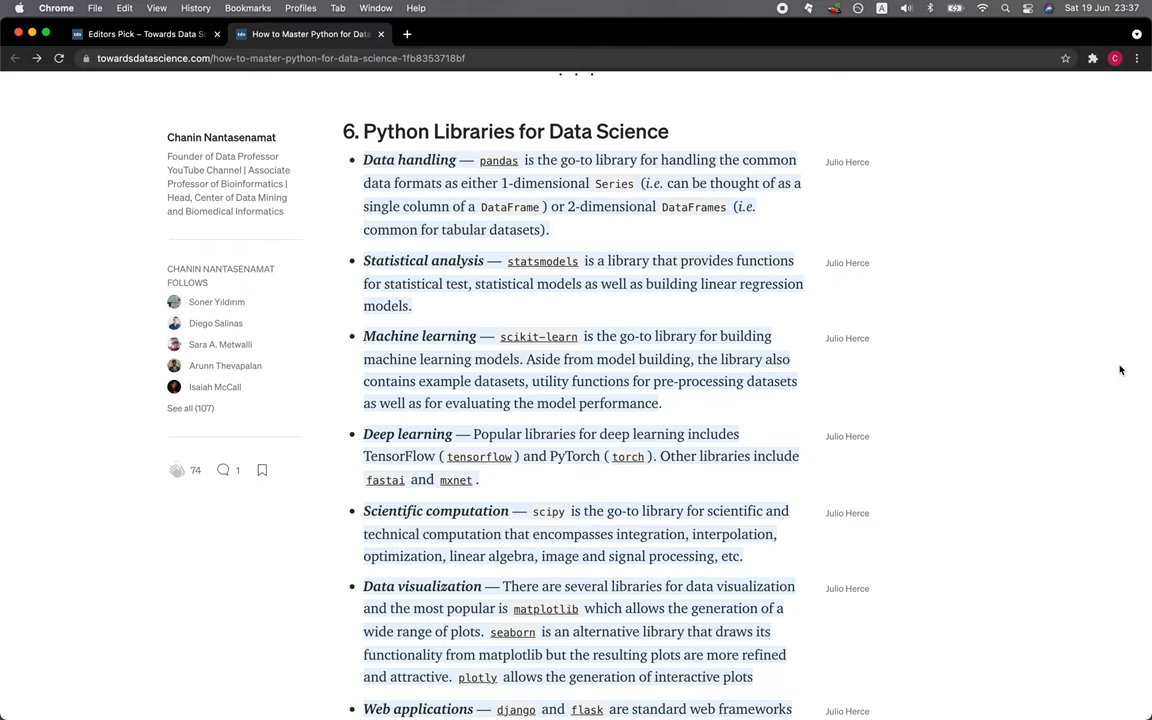 Chrome File Edit View History Bookmarks Profiles Tab Window Help
A
Sat 19 Jun 23:37
Editors Pick – Towards Data Sc
How to Master Python for Data
towardsdatascience.com/how-to-master-python-for-data-science-1fb8353718bf
C
. . .
Chanin Nantasenamat
Founder of Data Professor
YouTube Channel | Associate
Professor of Bioinformatics |
Head, Center of Data Mining
and Biomedical Informatics
CHANIN NANTASENAMAT
FOLLOWS
Soner Yıldırım
Diego Salinas
Sara A. Metwalli
Arunn Thevapalan
Isaiah McCall
See all (107)
74 1
6. Python Libraries for Data Science
• Data handling — pandas is the go-to library for handling the common
data formats as either 1-dimensional Series (i.e. can be thought of as a
single column of a DataFrame) or 2-dimensional DataFrames (i.e.
common for tabular datasets).
• Statistical analysis — statsmodels is a library that provides functions
for statistical test, statistical models as well as building linear regression
models.
• Machine learning — scikit-learn is the go-to library for building
machine learning models. Aside from model building, the library also
contains example datasets, utility functions for pre-processing datasets
as well as for evaluating the model performance.
• Deep learning — Popular libraries for deep learning includes
TensorFlow (tensorflow) and PyTorch (torch). Other libraries include
fastai and mxnet.
• Scientific computation — scipy is the go-to library for scientific and
technical computation that encompasses integration, interpolation,
optimization, linear algebra, image and signal processing, etc.
• Data visualization — There are several libraries for data visualization
and the most popular is matplotlib which allows the generation of a
wide range of plots. seaborn is an alternative library that draws its
functionality from matplotlib but the resulting plots are more refined
and attractive. plotly allows the generation of interactive plots
• Web applications — django and flask are standard web frameworks
Julio Herce
Julio Herce
Julio Herce
Julio Herce
Julio Herce
Julio Herce
Julio Herce